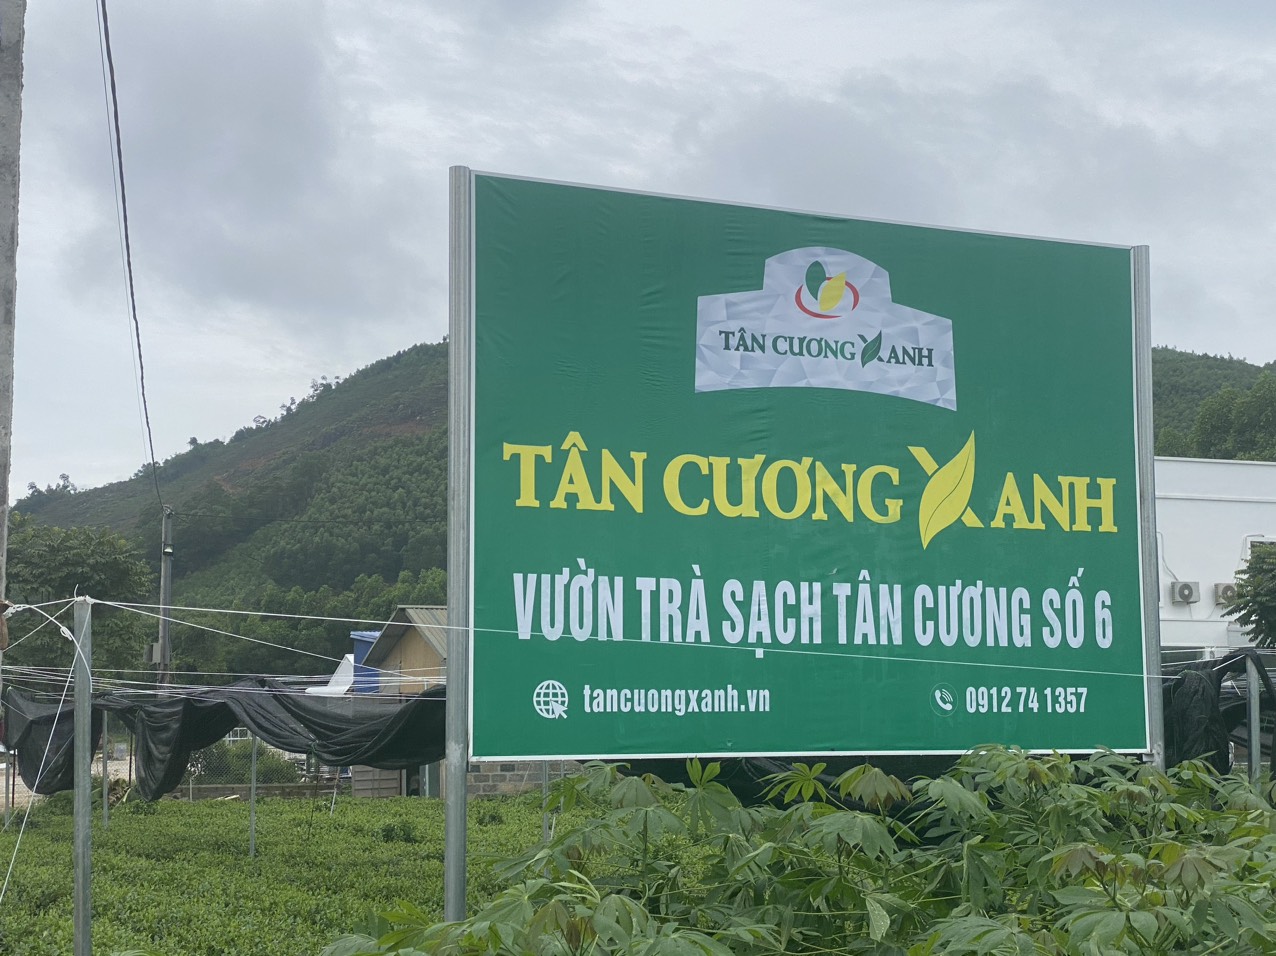 TÂN CƯƠNG XANH
TÂN CƯƠNG XANH
VƯỜN TRÀ SẠCH TÂN CƯƠNG SỐ 6
tancuongxanh.vn
0912 74 1357